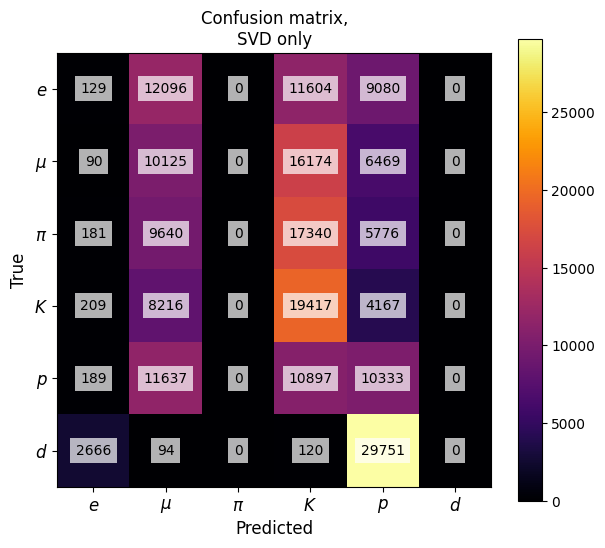 Confusion matrix,
SVD only
e 129 12096 0 11604 9080 0
μ 90 10125 0 16174 6469 0
π 181 9640 0 17340 5776 0
K 209 8216 0 19417 4167 0
p 189 11637 0 10897 10333 0
d 2666 94 0 120 29751 0
e μ π K p d
Predicted
True
25000
20000
15000
10000
5000
0